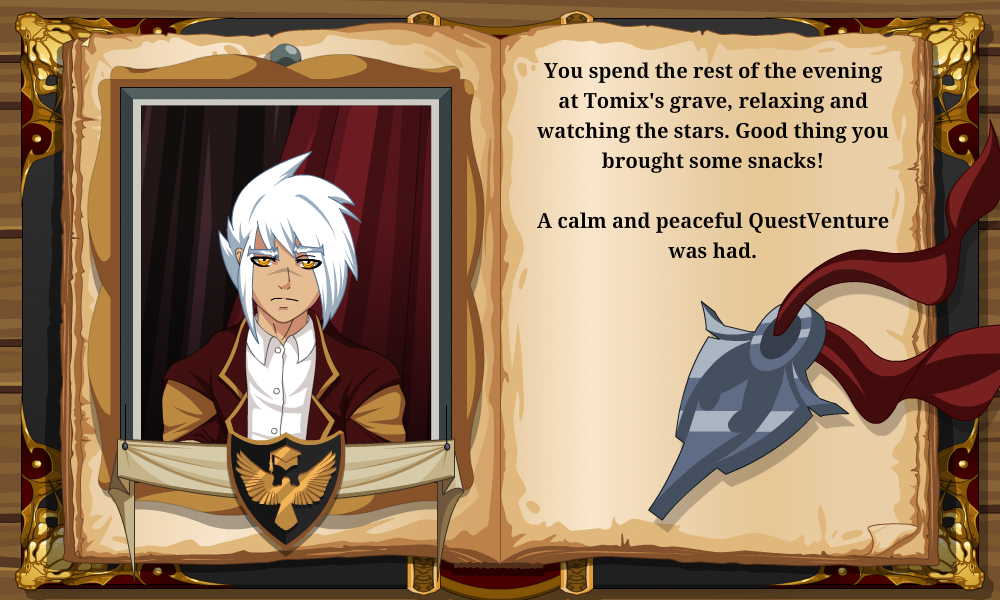 You spend the rest of the evening
at Tomix's grave, relaxing and
watching the stars. Good thing you
brought some snacks!
A calm and peaceful QuestVenture
was had.